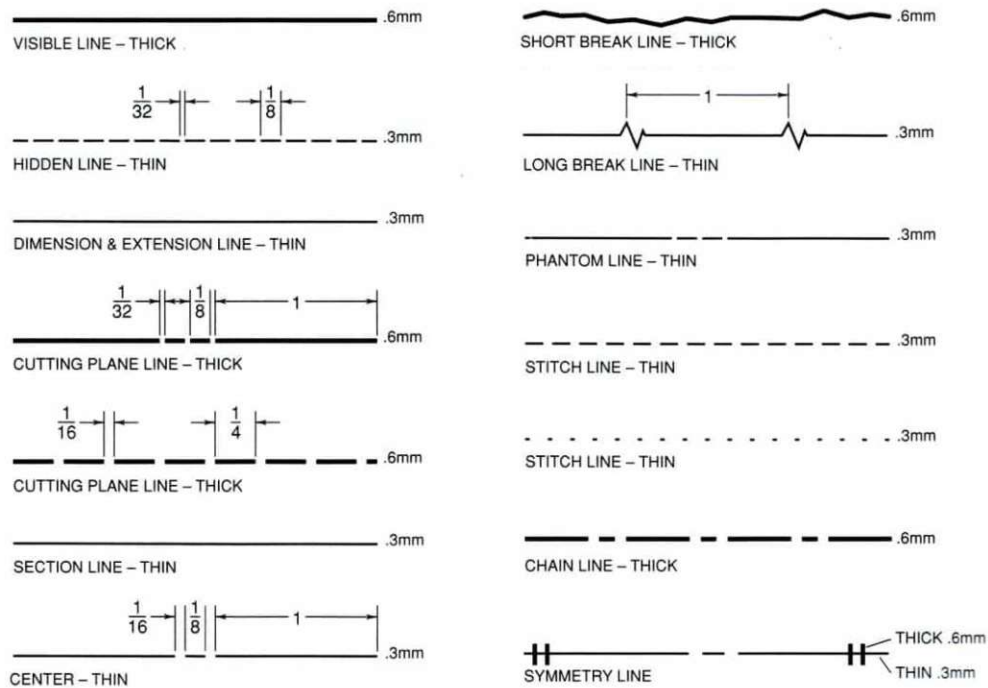 .6mm
VISIBLE LINE – THICK
1/32 1/8
.3mm
HIDDEN LINE – THIN
.3mm
DIMENSION & EXTENSION LINE – THIN
1/32 1/8 1
.6mm
CUTTING PLANE LINE – THICK
1/16 1/4
.6mm
CUTTING PLANE LINE – THICK
.3mm
SECTION LINE – THIN
1/16 1/8 1
.3mm
CENTER – THIN
.6mm
SHORT BREAK LINE – THICK
1
.3mm
LONG BREAK LINE – THIN
.3mm
PHANTOM LINE – THIN
.3mm
STITCH LINE – THIN
.3mm
STITCH LINE – THIN
.6mm
CHAIN LINE – THICK
THICK .6mm
THIN .3mm
SYMMETRY LINE